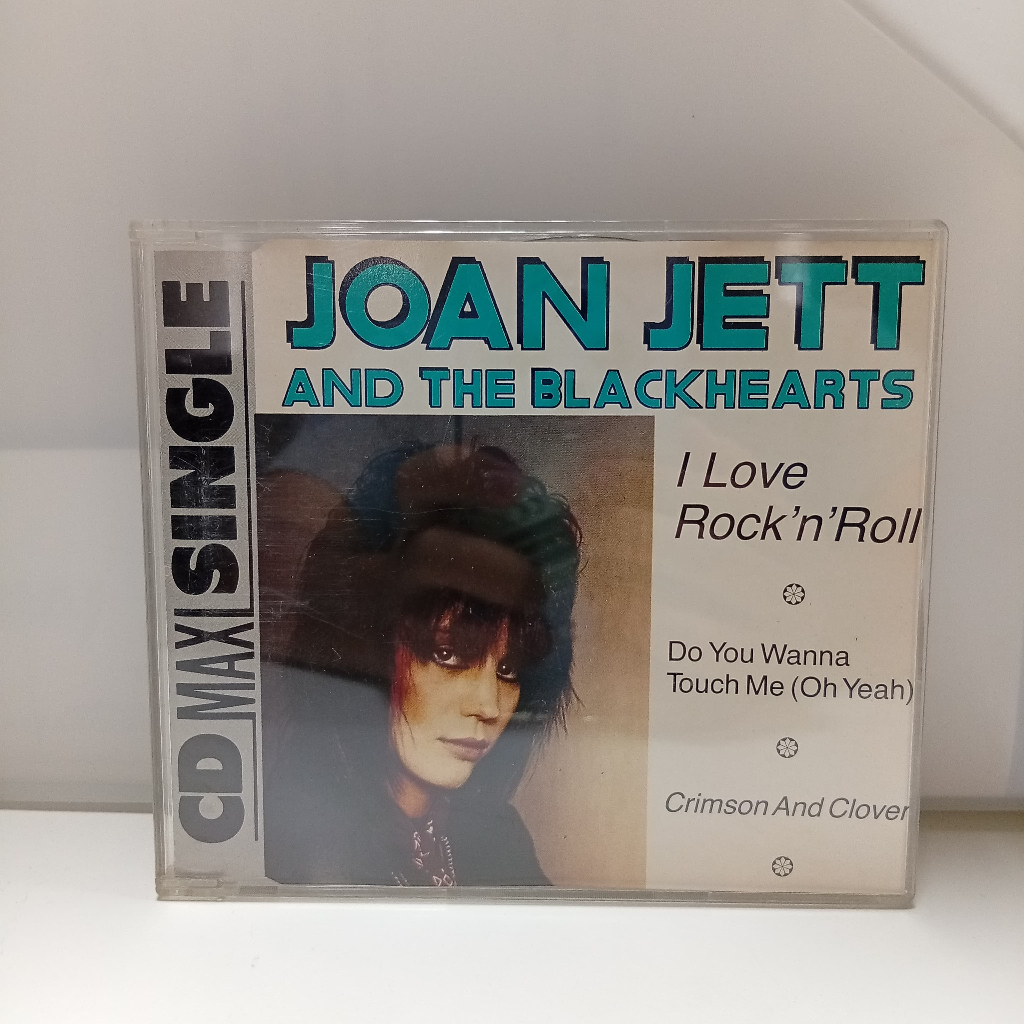 CD MAXI SINGLE
JOAN JETT
AND THE BLACKHEARTS
I Love
Rock'n'Roll
Do You Wanna
Touch Me (Oh Yeah)
Crimson And Clover